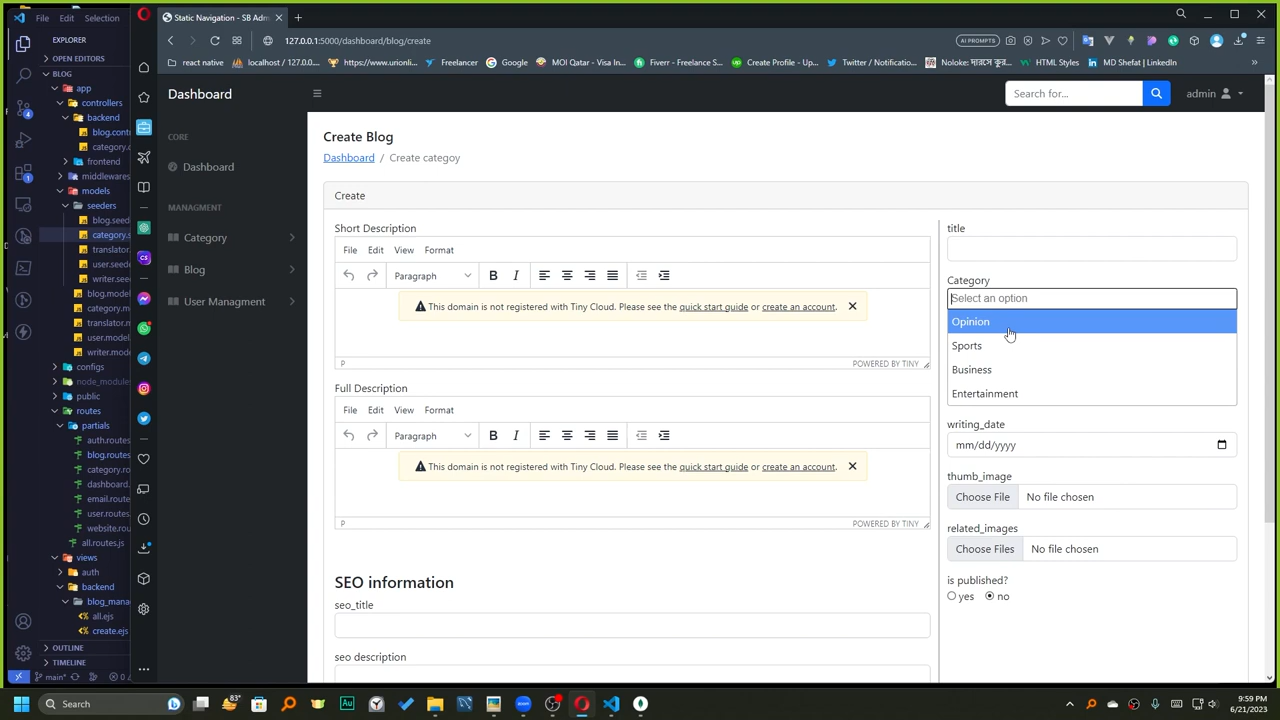 File Edit Selection
EXPLORER
OPEN EDITORS
BLOG
app
controllers
backend
blog.cont
category.c
frontend
middlewares
models
seeders
blog.seed
category.s
translator.
user.seede
writer.see
blog.model
category.m
translator.m
user.model
writer.mod
configs
node_modules
public
routes
partials
auth.routes
blog.routes
category.ro
dashboard.
email.route
user.routes
website.rou
all.routes.js
views
auth
backend
blog_mana
all.ejs
create.ejs
OUTLINE
TIMELINE
main*
0
4
1
Static Navigation - SB Adm
127.0.0.1:5000/dashboard/blog/create
AI PROMPTS
react native
localhost / 127.0....
https://www.urionli...
Freelancer
Google
MOI Qatar - Visa In...
Fiverr - Freelance S...
Create Profile - Up...
Twitter / Notificatio...
Noloke: দারসে কো...
HTML Styles
MD Shefat | LinkedIn
Dashboard
Search for...
admin
CORE
Dashboard
MANAGMENT
Category
Blog
User Managment
Create Blog
Dashboard / Create categoy
Create
Short Description
File Edit View Format
Paragraph B I
This domain is not registered with Tiny Cloud. Please see the quick start guide or create an account.
P POWERED BY TINY
Full Description
File Edit View Format
Paragraph B I
This domain is not registered with Tiny Cloud. Please see the quick start guide or create an account.
P POWERED BY TINY
SEO information
seo_title
seo description
title
Category
Select an option
Opinion
Sports
Business
Entertainment
writing_date
mm/dd/yyyy
thumb_image
Choose File No file chosen
related_images
Choose Files No file chosen
is published?
yes no
Search
83°
9:59 PM
6/21/2023